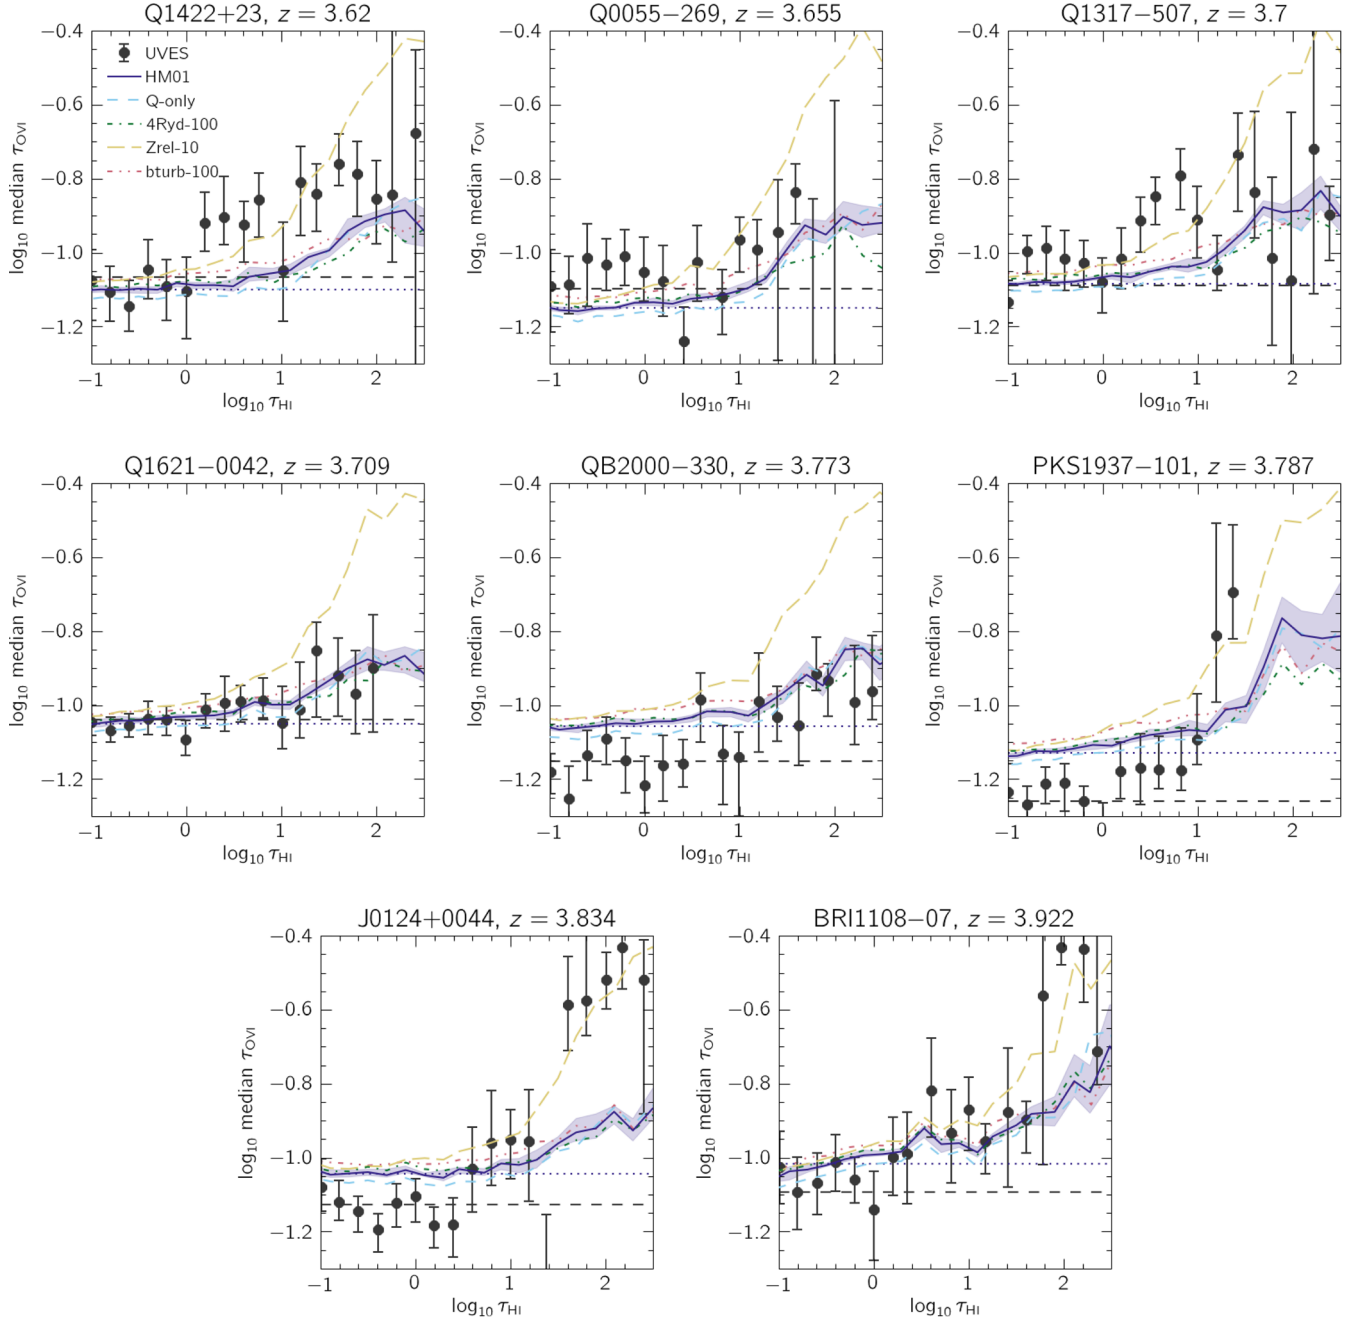 Q1422+23, z = 3.62
Q0055−269, z = 3.655
Q1317−507, z = 3.7
−0.4
−0.6
−0.8
−1.0
−1.2
log10 median τOVI
UVES
HM01
Q-only
4Ryd-100
Zrel-10
bturb-100
−1 0 1 2
log10 τHI
−0.4
−0.6
−0.8
−1.0
−1.2
log10 median τOVI
−1 0 1 2
log10 τHI
−0.4
−0.6
−0.8
−1.0
−1.2
log10 median τOVI
−1 0 1 2
log10 τHI
Q1621−0042, z = 3.709
QB2000−330, z = 3.773
PKS1937−101, z = 3.787
−0.4
−0.6
−0.8
−1.0
−1.2
log10 median τOVI
−1 0 1 2
log10 τHI
−0.4
−0.6
−0.8
−1.0
−1.2
log10 median τOVI
−1 0 1 2
log10 τHI
−0.4
−0.6
−0.8
−1.0
−1.2
log10 median τOVI
−1 0 1 2
log10 τHI
J0124+0044, z = 3.834
BRI1108−07, z = 3.922
−0.4
−0.6
−0.8
−1.0
−1.2
log10 median τOVI
−1 0 1 2
log10 τHI
−0.4
−0.6
−0.8
−1.0
−1.2
log10 median τOVI
−1 0 1 2
log10 τHI